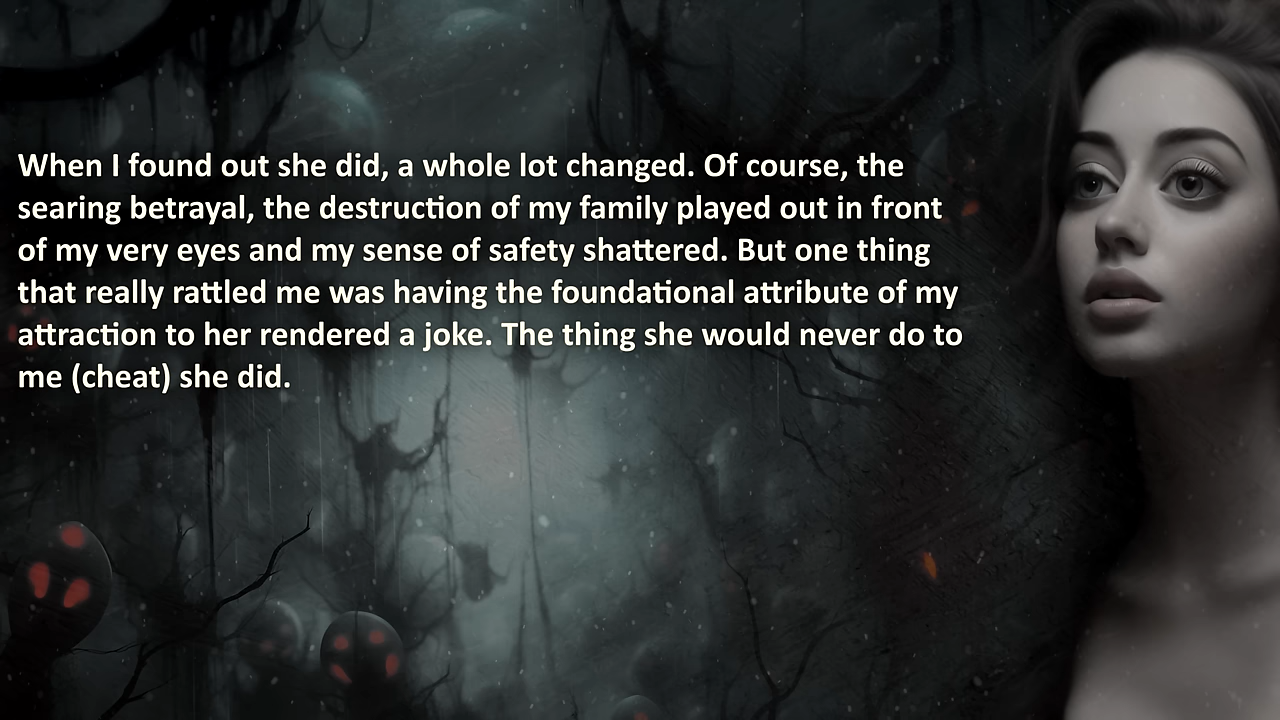 When I found out she did, a whole lot changed. Of course, the
searing betrayal, the destruction of my family played out in front
of my very eyes and my sense of safety shattered. But one thing
that really rattled me was having the foundational attribute of my
attraction to her rendered a joke. The thing she would never do to
me (cheat) she did.